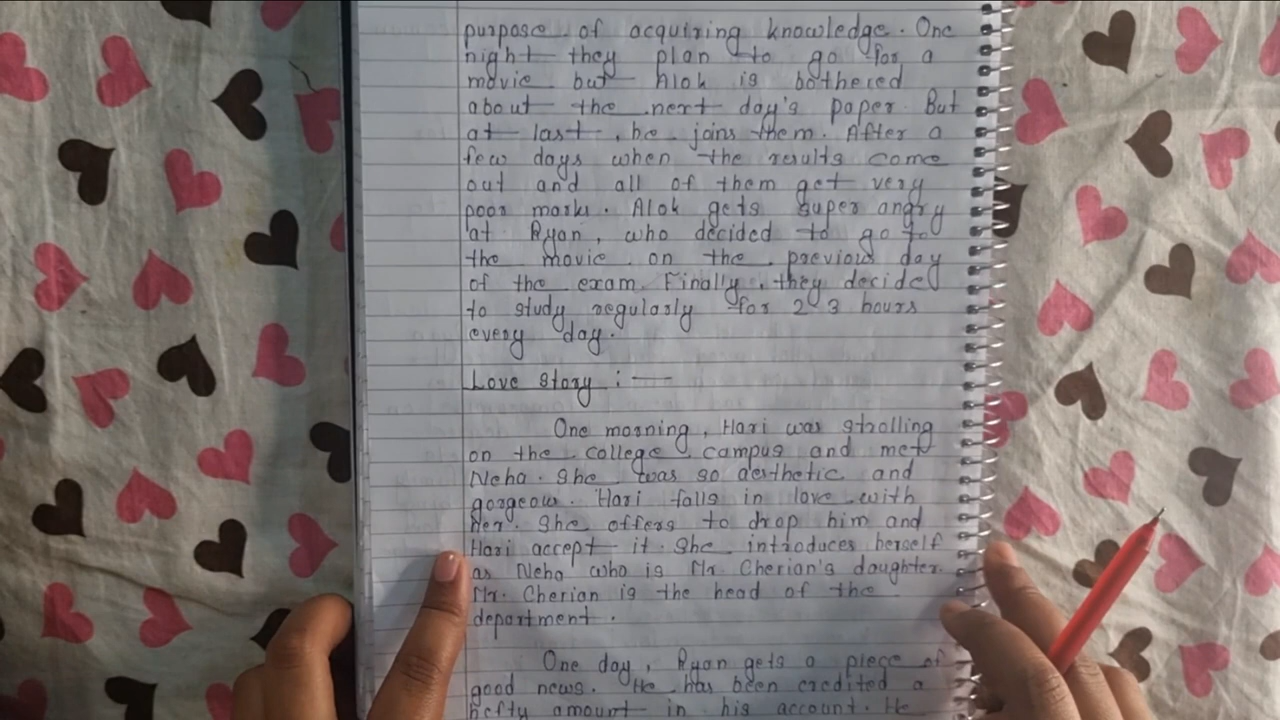 purpose of acquiring knowledge. One
night they plan to go for a
movie but Alok is bothered
about the next day's paper. But
at last, he joins them. After a
few days when the results come
out and all of them get very
poor marks. Alok gets super angry
at Ryan, who decided to go to
the movie on the previous day
of the exam. Finally, they decided
to study regularly for 2-3 hours
every day.
Love story :—
One morning, Hari was strolling
on the college campus and met
Neha. She was so aesthetic and
gorgeous. Hari falls in love with
her. She offers to drop him and
Hari accept it. She introduces herself
as Neha who is Mr. Cherian's daughter.
Mr. Cherian is the head of the
department.
One day, Ryan gets a piece of
good news. He has been credited a
hefty amount in his account. He